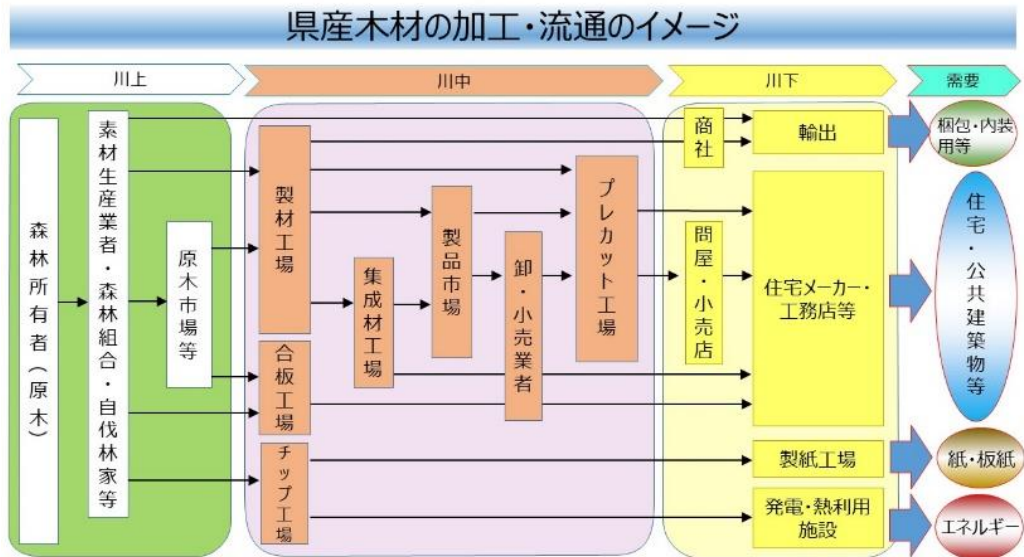 県産木材の加工・流通のイメージ
川上
川中
川下
需要
森林所有者（原木）
素材生産業者・森林組合・自伐林家等
原木市場等
製材工場
合板工場
チップ工場
集成材工場
製品市場
卸・小売業者
プレカット工場
商社
問屋・小売店
輸出
住宅メーカー・
工務店等
製紙工場
発電・熱利用
施設
梱包・内装
用等
住宅・公共建築物等
紙・板紙
エネルギー